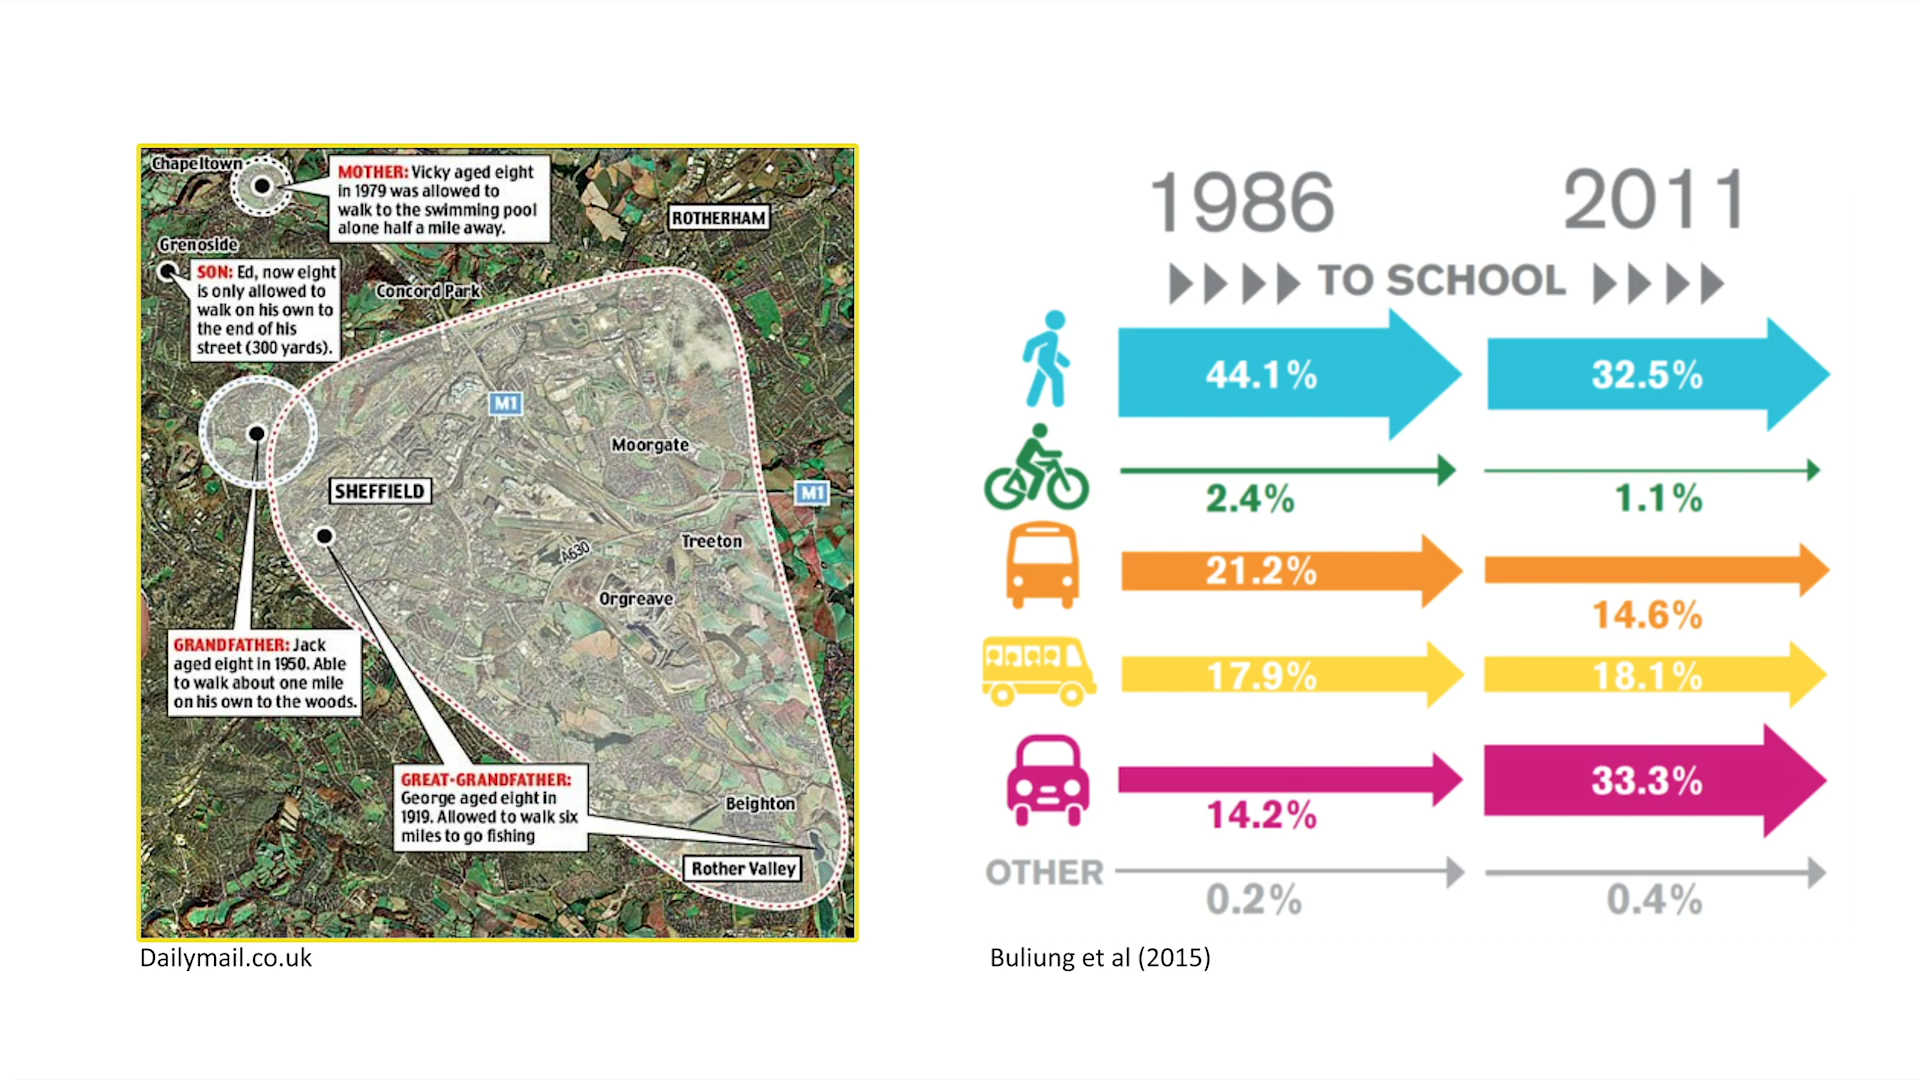 Chapeltown
MOTHER: Vicky aged eight
in 1979 was allowed to
walk to the swimming pool
alone half a mile away.
ROTHERHAM
Grenoside
SON: Ed, now eight
is only allowed to
walk on his own to
the end of his
street (300 yards).
Concord Park
M1
Moorgate
SHEFFIELD
M1
A630
Treeton
Orgreave
GRANDFATHER: Jack
aged eight in 1950. Able
to walk about one mile
on his own to the woods.
GREAT-GRANDFATHER:
George aged eight in
1919. Allowed to walk six
miles to go fishing
Beighton
Rother Valley
Dailymail.co.uk
1986 2011
TO SCHOOL
44.1% 32.5%
2.4% 1.1%
21.2% 14.6%
17.9% 18.1%
14.2% 33.3%
OTHER 0.2% 0.4%
Buliung et al (2015)